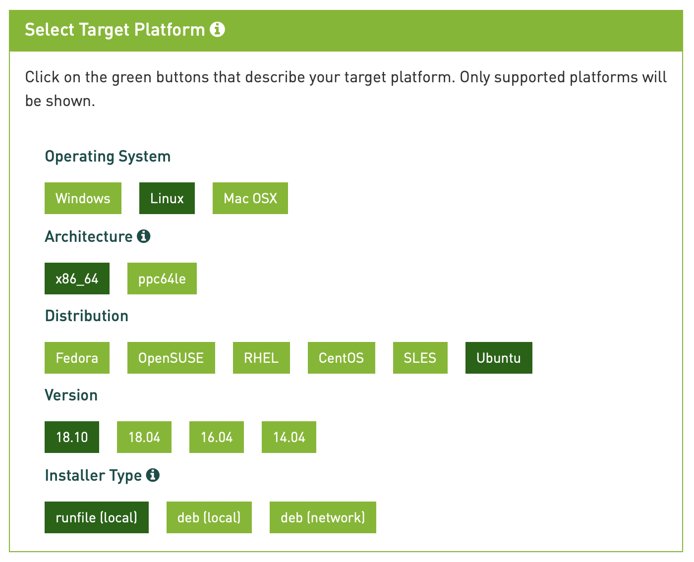 Select Target Platform
Click on the green buttons that describe your target platform. Only supported platforms will
be shown.
Operating System
Windows Linux Mac OSX
Architecture
x86_64 ppc64le
Distribution
Fedora OpenSUSE RHEL CentOS SLES Ubuntu
Version
18.10 18.04 16.04 14.04
Installer Type
runfile (local) deb (local) deb (network)